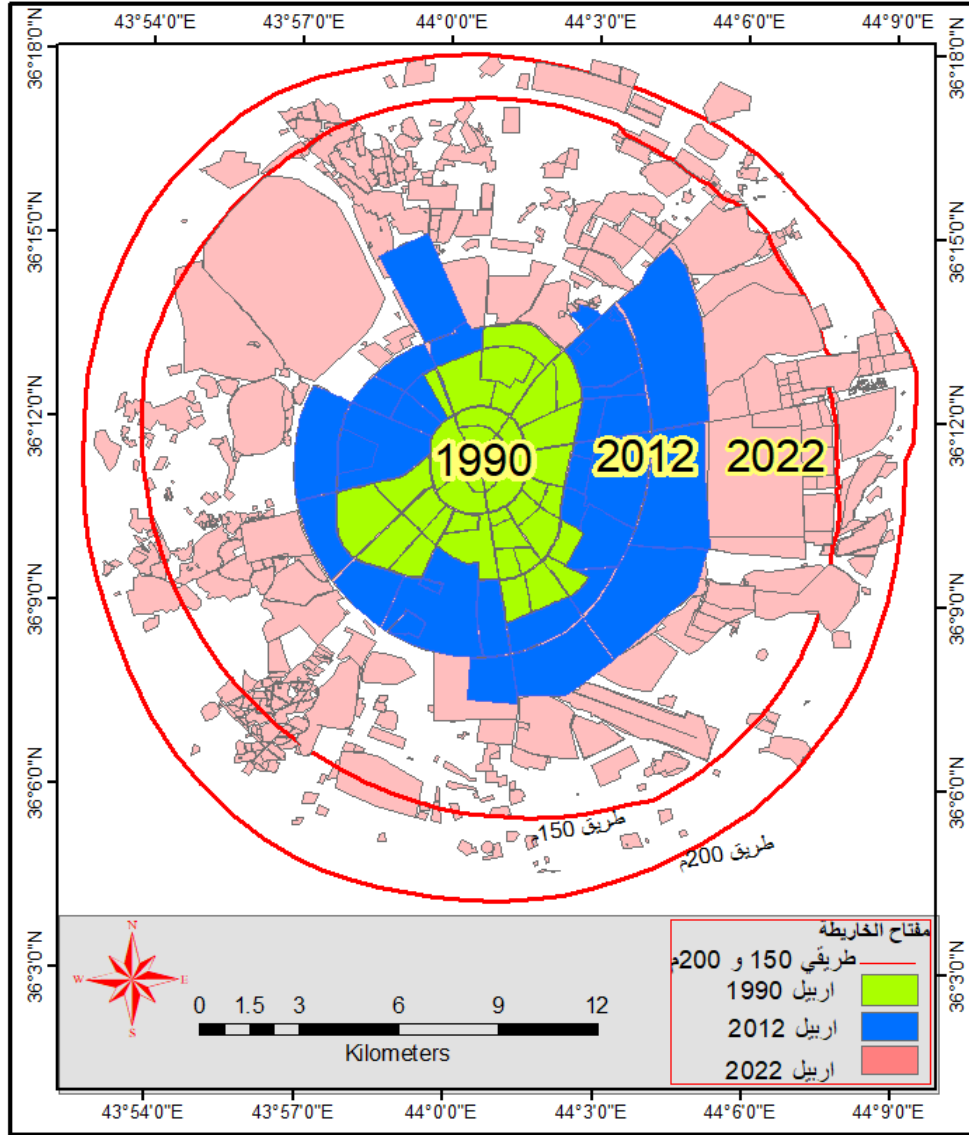 43°54'0"E 43°57'0"E 44°0'0"E 44°3'0"E 44°6'0"E 44°9'0"E
36°18'0"N
36°15'0"N
36°12'0"N
36°9'0"N
36°6'0"N
36°3'0"N
36°18'0"N
36°15'0"N
36°12'0"N
36°9'0"N
36°6'0"N
36°3'0"N
1990 2012 2022
طريق 150م
طريق 200م
N
W E
S
0 1.5 3 6 9 12
Kilometers
مفتاح الخاريطة
طريقي 150 و 200م
اربيل 1990
اربيل 2012
اربيل 2022
43°54'0"E 43°57'0"E 44°0'0"E 44°3'0"E 44°6'0"E 44°9'0"E